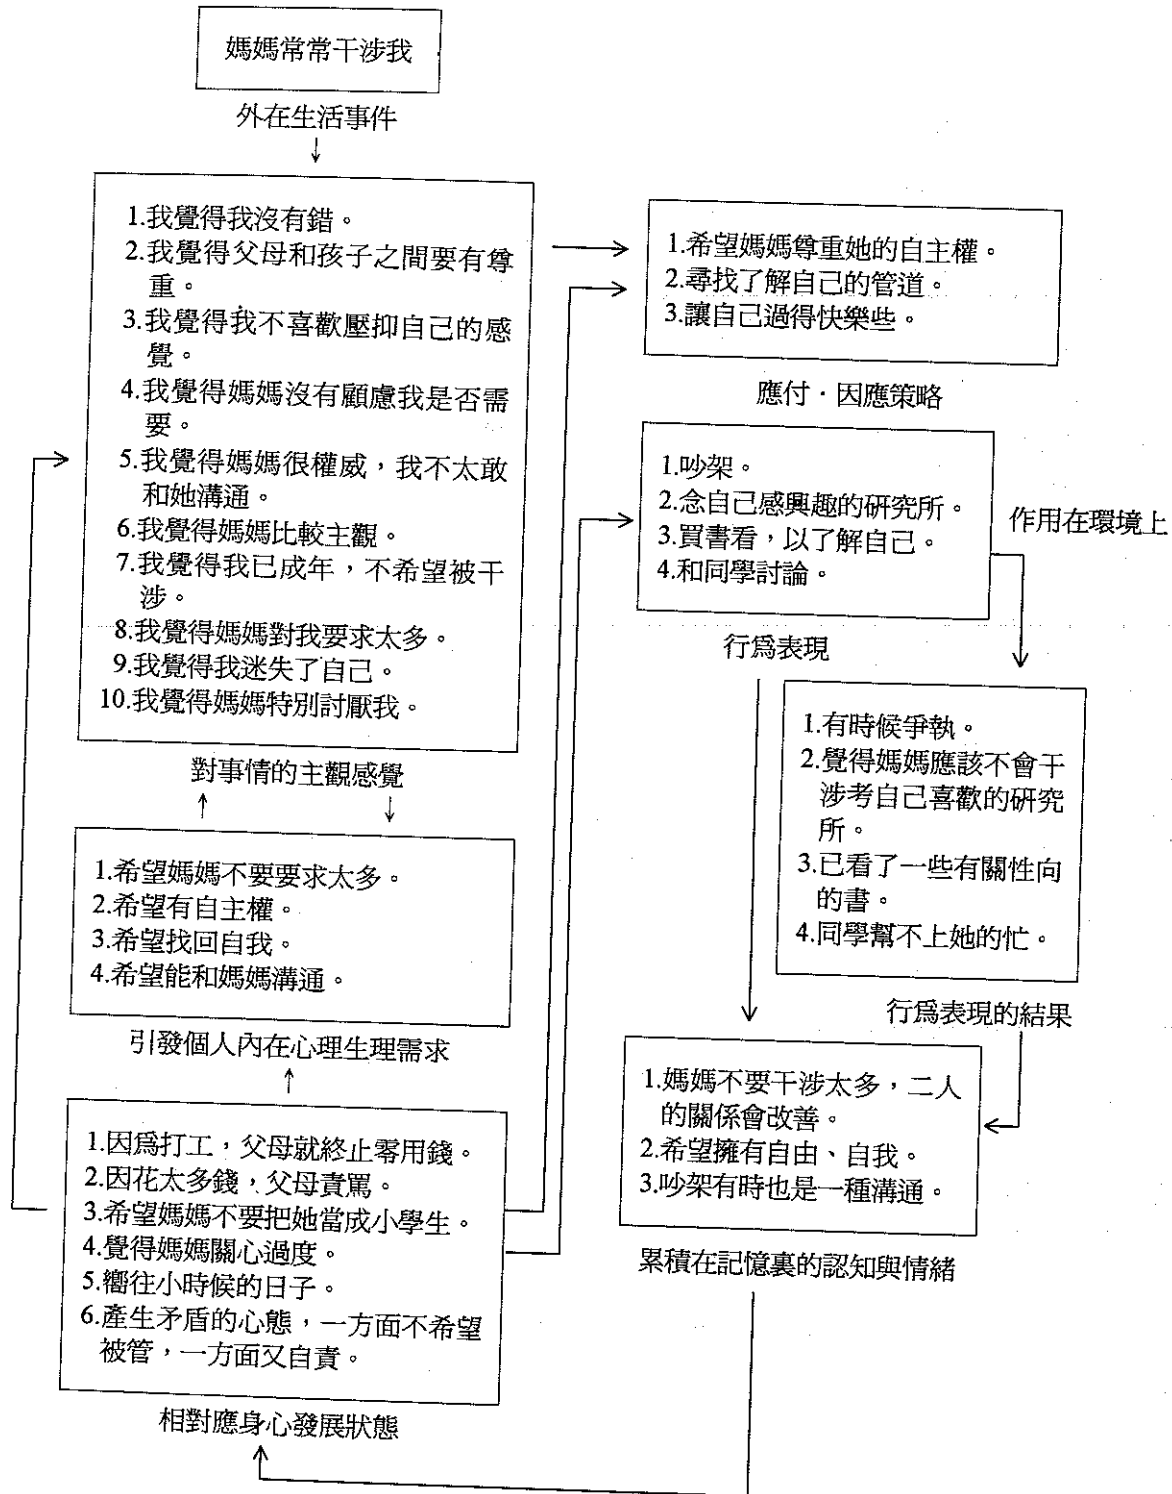 媽媽常常干涉我
外在生活事件
↓
1.我覺得我沒有錯。
2.我覺得父母和孩子之間要有尊
重。
3.我覺得我不喜歡壓抑自己的感
覺。
4.我覺得媽媽沒有顧慮我是否需
要。
5.我覺得媽媽很權威，我不太敢
和她溝通。
6.我覺得媽媽比較主觀。
7.我覺得我已成年，不希望被干
涉。
8.我覺得媽媽對我要求太多。
9.我覺得我迷失了自己。
10.我覺得媽媽特別討厭我。
對事情的主觀感覺
↑ ↓
1.希望媽媽不要要求太多。
2.希望有自主權。
3.希望找回自我。
4.希望能和媽媽溝通。
引發個人內在心理生理需求
↑
1.因爲打工，父母就終止零用錢。
2.因花太多錢，父母責罵。
3.希望媽媽不要把她當成小學生。
4.覺得媽媽關心過度。
5.嚮往小時候的日子。
6.產生矛盾的心態，一方面不希望
被管，一方面又自責。
相對應身心發展狀態
1.希望媽媽尊重她的自主權。
2.尋找了解自己的管道。
3.讓自己過得快樂些。
應付·因應策略
1.吵架。
2.念自己感興趣的研究所。
3.買書看，以了解自己。
4.和同學討論。
作用在環境上
行爲表現
1.有時候爭執。
2.覺得媽媽應該不會干
涉考自己喜歡的研究
所。
3.已看了一些有關性向
的書。
4.同學幫不上她的忙。
行爲表現的結果
1.媽媽不要干涉太多，二人
的關係會改善。
2.希望擁有自由、自我。
3.吵架有時也是一種溝通。
累積在記憶裏的認知與情緒